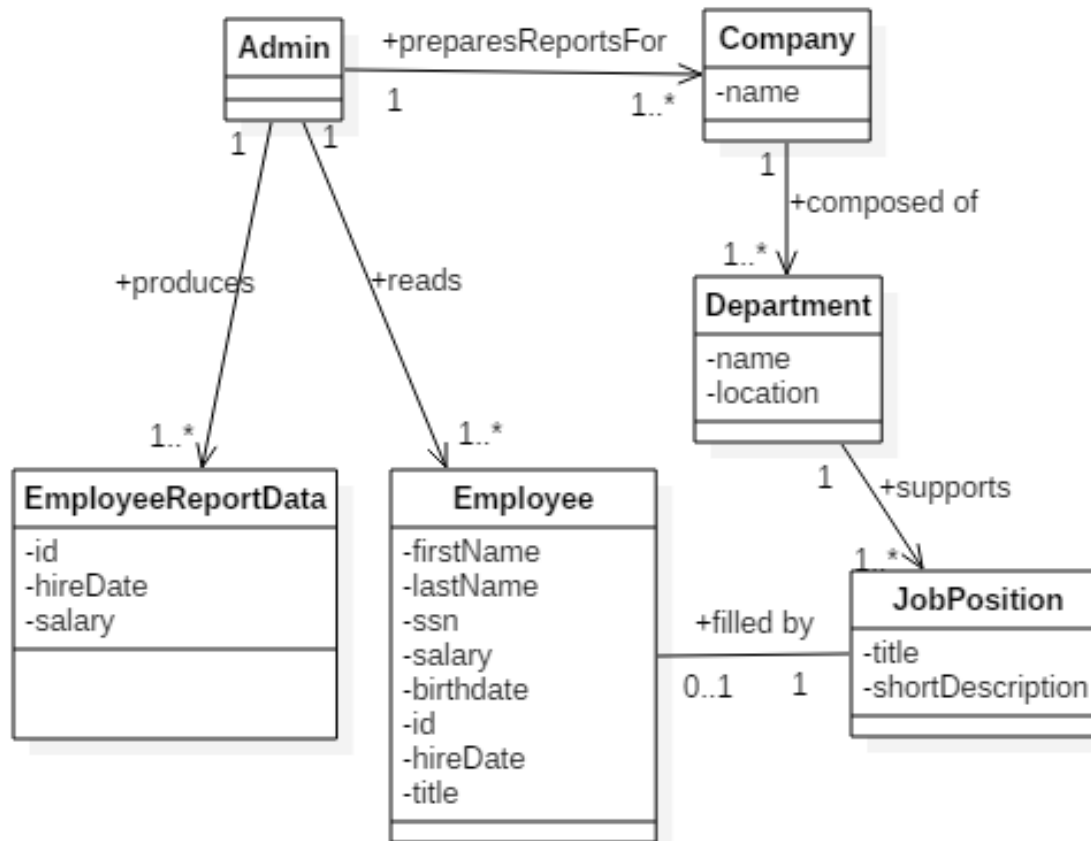 Admin
+preparesReportsFor
1
1..*
Company
-name
1
+composed of
1..*
Department
-name
-location
1
+supports
1..*
JobPosition
-title
-shortDescription
1
+produces
1..*
EmployeeReportData
-id
-hireDate
-salary
1
+reads
1..*
Employee
-firstName
-lastName
-ssn
-salary
-birthdate
-id
-hireDate
-title
+filled by
0..1
1